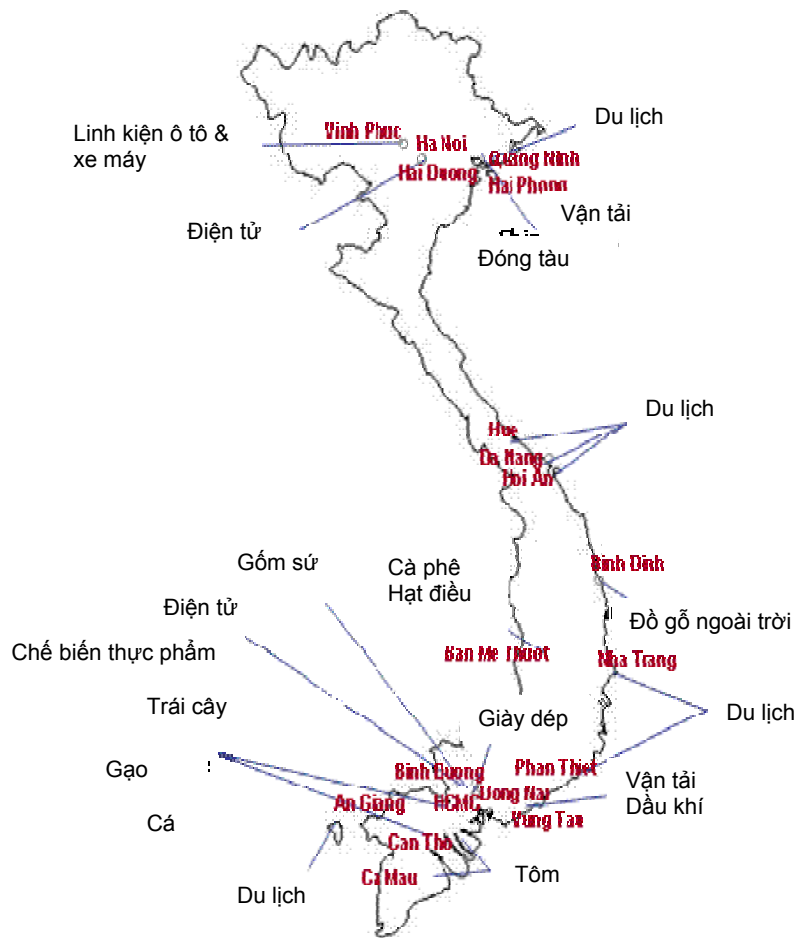 Du lịch
Linh kiện ô tô &
xe máy
Vinh Phuc
Ha Noi
Quang Ninh
Hai Duong
Hai Phong
Vận tải
Điện tử
Đóng tàu
Du lịch
Hue
Da Nang
Hoi An
Gốm sứ
Cà phê
Hạt điều
Binh Dinh
Điện tử
Đồ gỗ ngoài trời
Chế biến thực phẩm
Ban Me Thuot
Nha Trang
Trái cây
Giày dép
Du lịch
Gạo
Binh Duong
Phan Thiet
Vận tải
Dầu khí
An Giang
HCMC
Dong Nai
Vung Tau
Cá
Can Tho
Ca Mau
Tôm
Du lịch